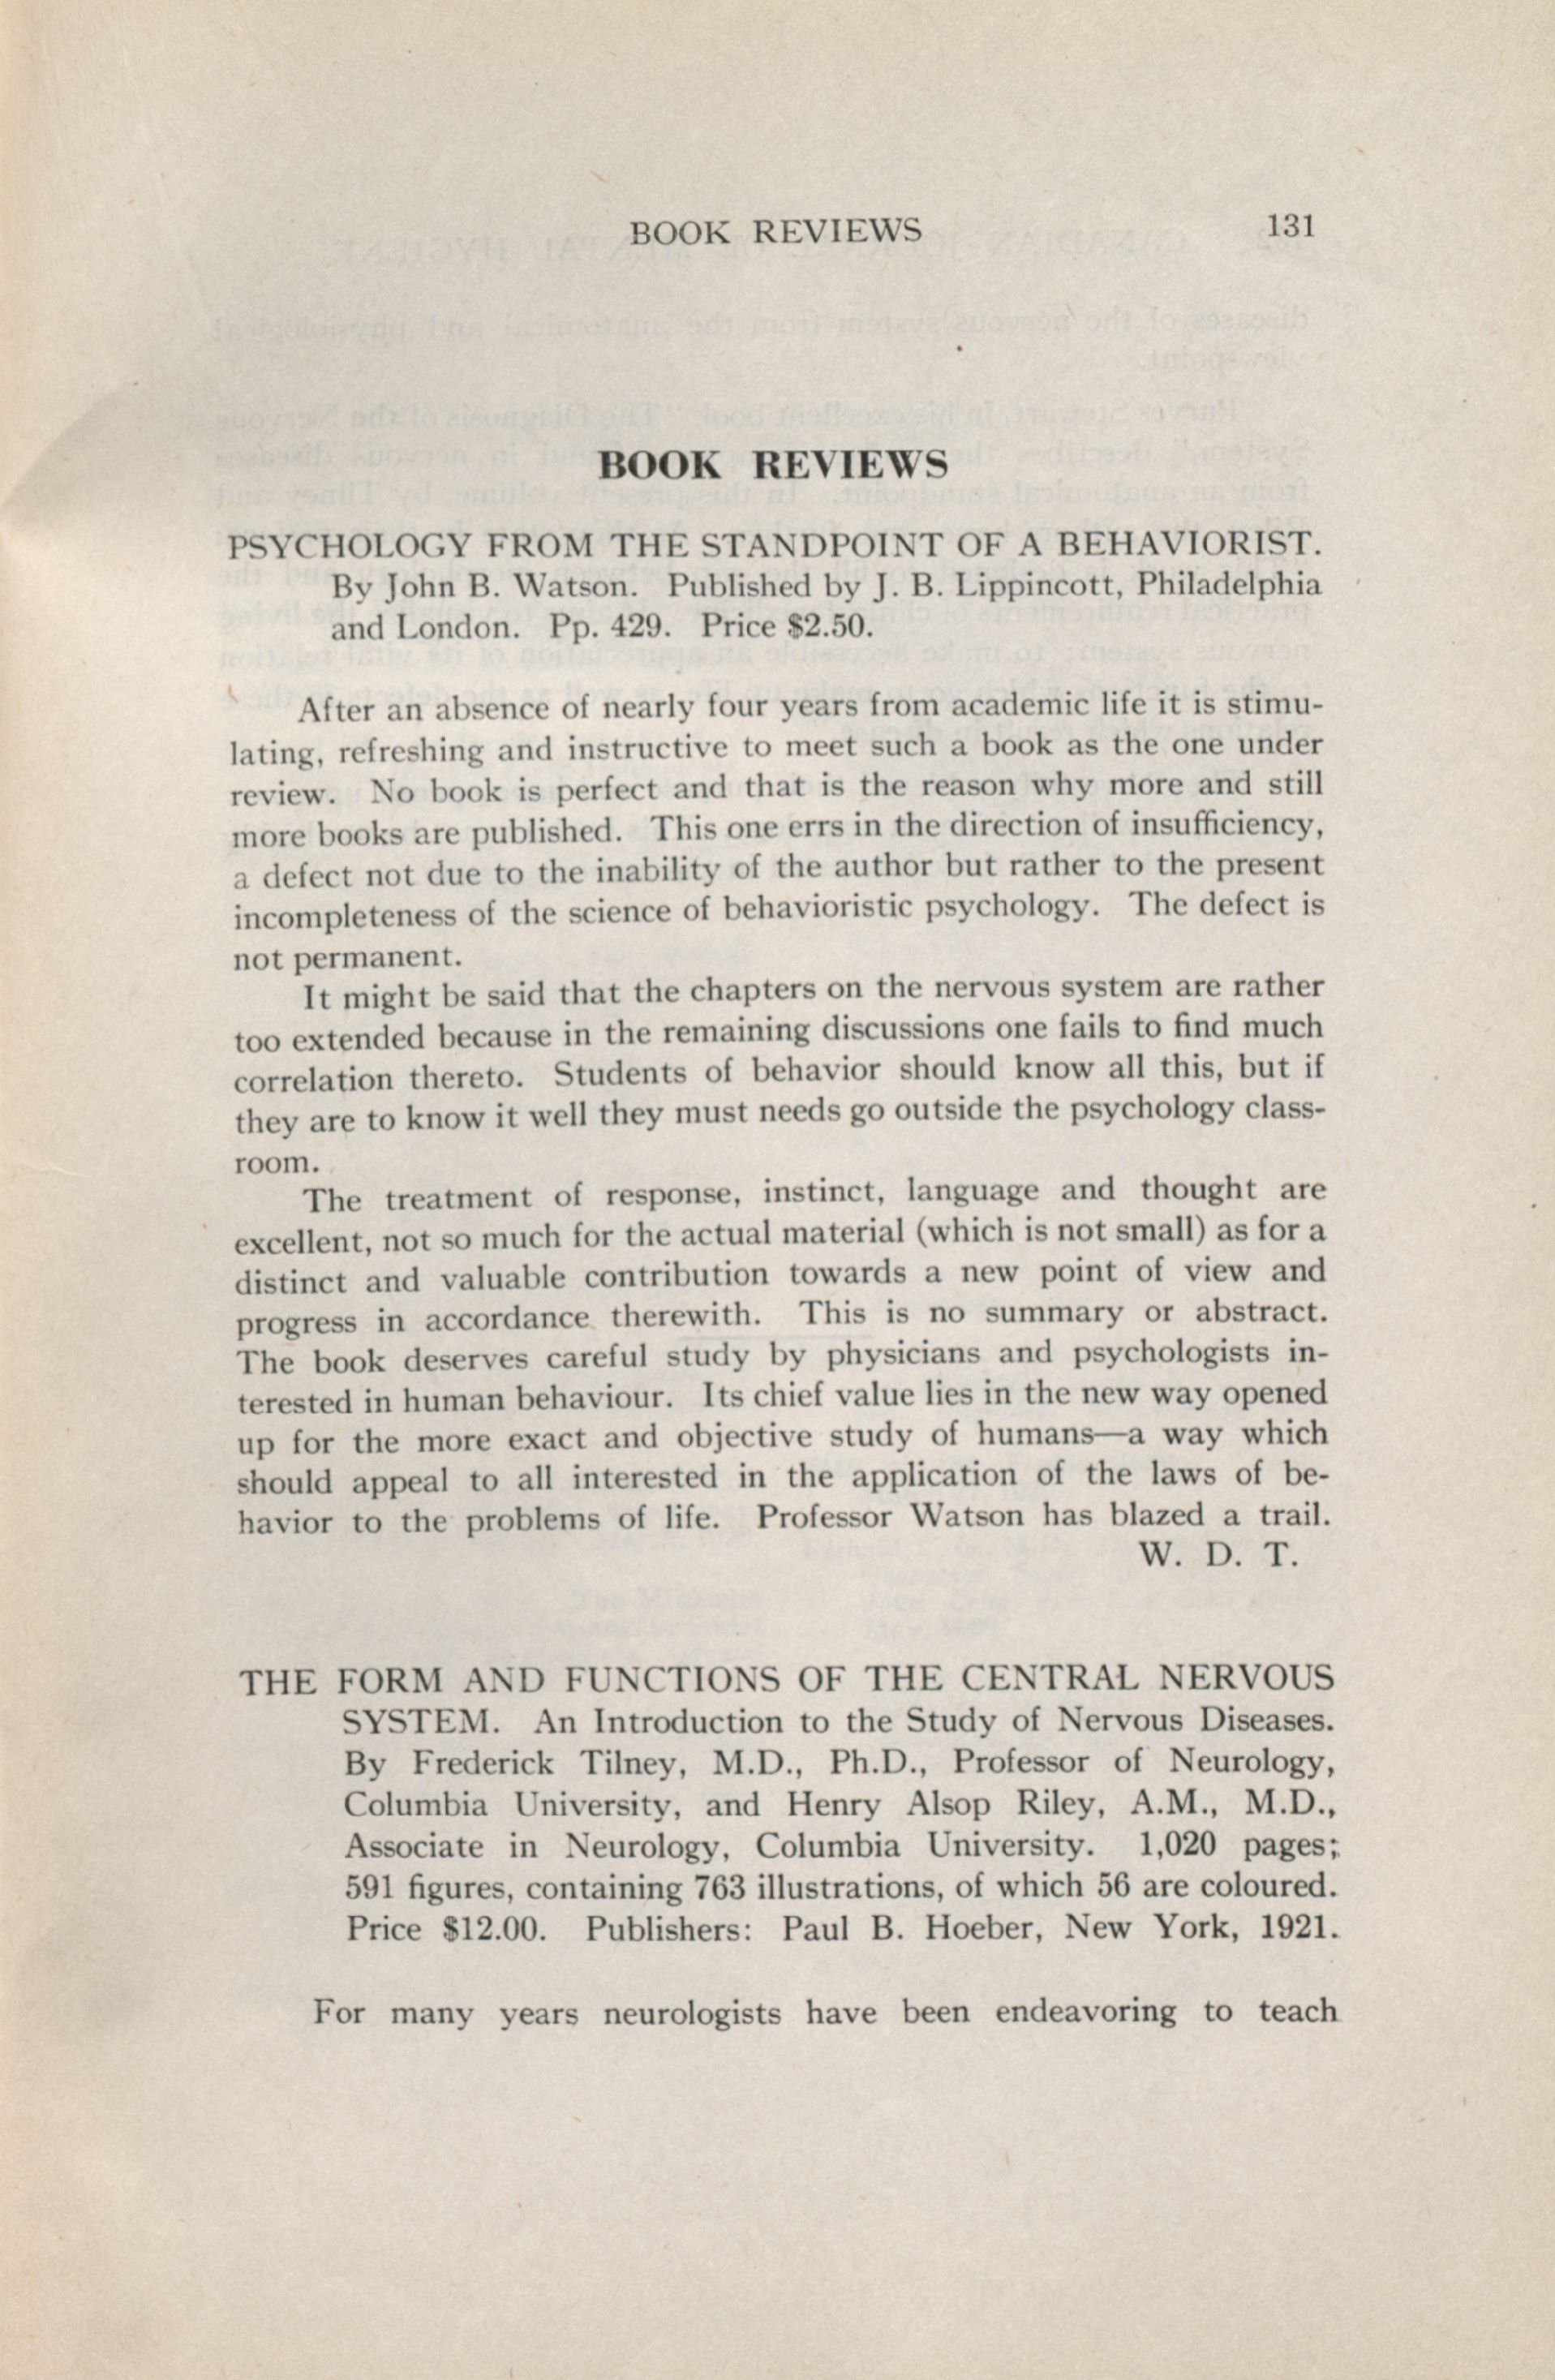 BOOK REVIEWS 131
BOOK REVIEWS
PSYCHOLOGY FROM THE STANDPOINT OF A BEHAVIORIST.
By John B. Watson. Published by J. B. Lippincott, Philadelphia
and London. Pp. 429. Price $2.50.
After an absence of nearly four years from academic life it is stimu-
lating, refreshing and instructive to meet such a book as the one under
review. No book is perfect and that is the reason why more and still
more books are published. This one errs in the direction of insufficiency,
a defect not due to the inability of the author but rather to the present
incompleteness of the science of behavioristic psychology. The defect is
not permanent.
It might be said that the chapters on the nervous system are rather
too extended because in the remaining discussions one fails to find much
correlation thereto. Students of behavior should know all this, but if
they are to know it well they must needs go outside the psychology class-
room.
The treatment of response, instinct, language and thought are
excellent, not so much for the actual material (which is not small) as for a
distinct and valuable contribution towards a new point of view and
progress in accordance therewith. This is no summary or abstract.
The book deserves careful study by physicians and psychologists in-
terested in human behaviour. Its chief value lies in the new way opened
up for the more exact and objective study of humans—a way which
should appeal to all interested in the application of the laws of be-
havior to the problems of life. Professor Watson has blazed a trail.
W. D. T.
THE FORM AND FUNCTIONS OF THE CENTRAL NERVOUS
SYSTEM. An Introduction to the Study of Nervous Diseases.
By Frederick Tilney, M.D., Ph.D., Professor of Neurology,
Columbia University, and Henry Alsop Riley, A.M., M.D.,
Associate in Neurology, Columbia University. 1,020 pages;
591 figures, containing 763 illustrations, of which 56 are coloured.
Price $12.00. Publishers: Paul B. Hoeber, New York, 1921.
For many years neurologists have been endeavoring to teach